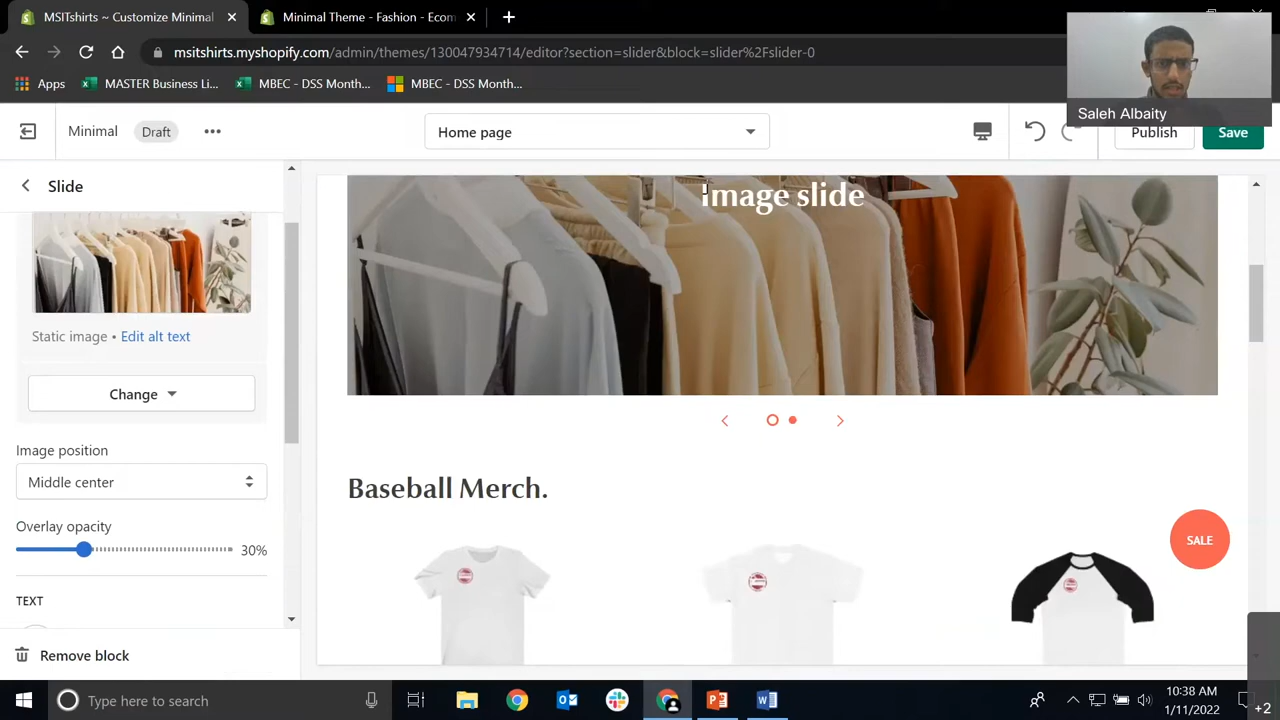 MSITshirts ~ Customize Minimal
Minimal Theme - Fashion - Ecom
msitshirts.myshopify.com/admin/themes/130047934714/editor?section=slider&block=slider%2Fslider-0
Apps
MASTER Business Li...
MBEC - DSS Month...
MBEC - DSS Month...
Saleh Albaity
Minimal
Draft
Home page
Publish
Save
Slide
Image slide
Static image • Edit alt text
Change
Image position
Middle center
Overlay opacity
30%
TEXT
Remove block
Baseball Merch.
SALE
Type here to search
10:38 AM
1/11/2022
+2